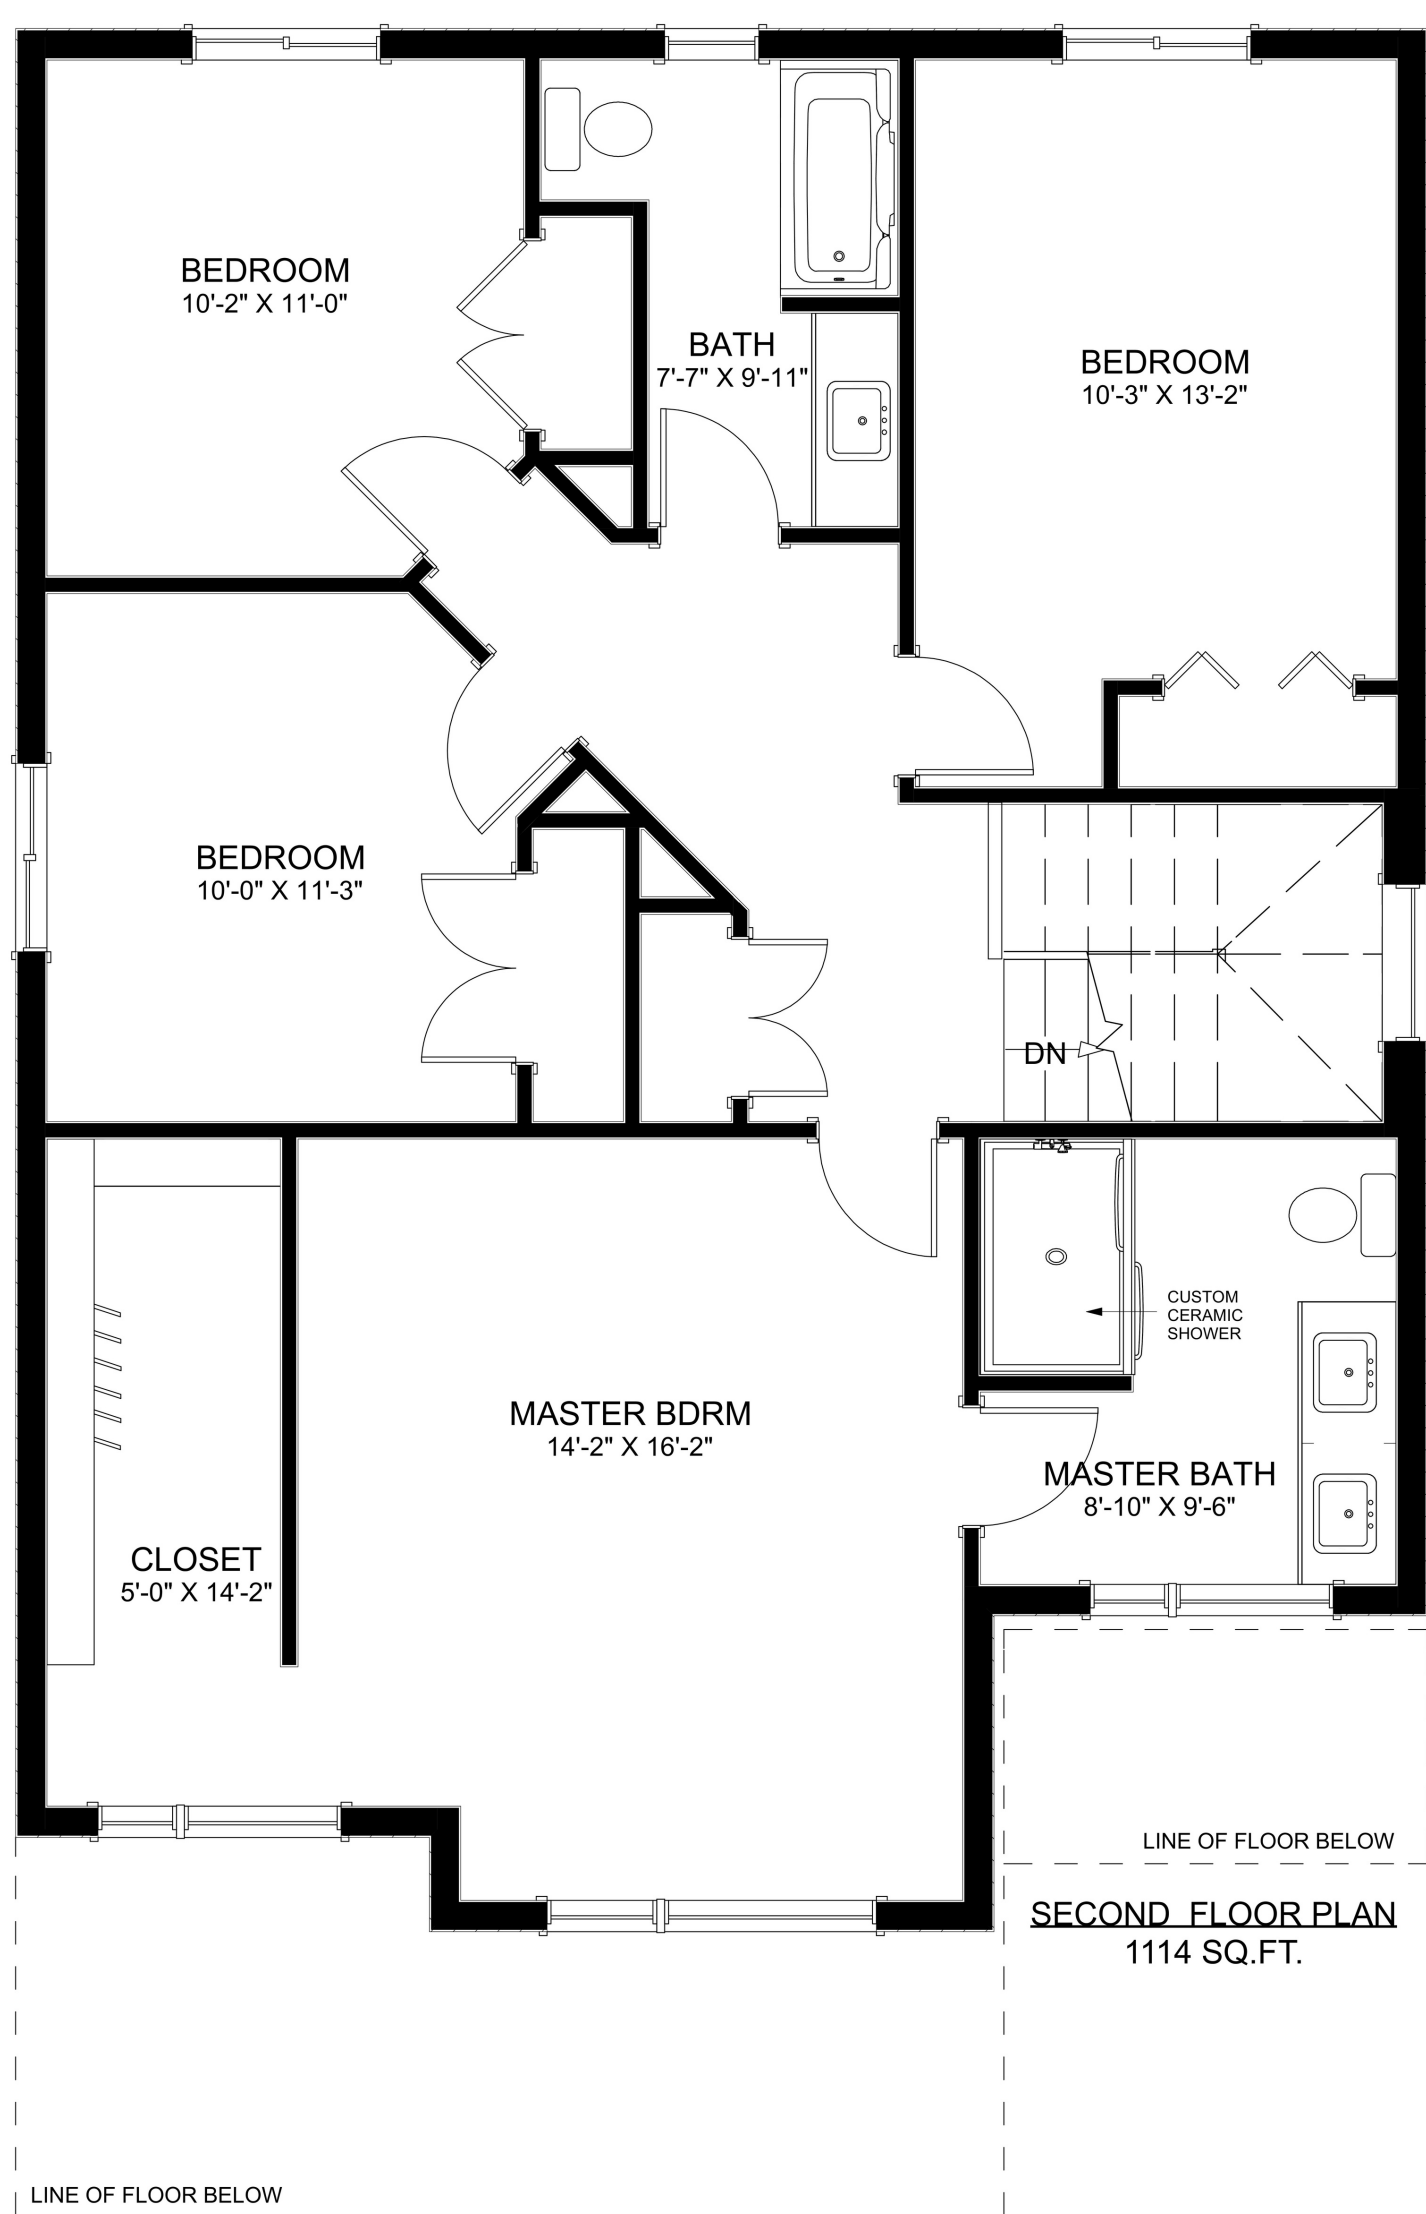 BEDROOM
10'-2" X 11'-0"
BATH
7'-7" X 9'-11"
BEDROOM
10'-3" X 13'-2"
BEDROOM
10'-0" X 11'-3"
DN
CUSTOM
CERAMIC
SHOWER
MASTER BDRM
14'-2" X 16'-2"
MASTER BATH
8'-10" X 9'-6"
CLOSET
5'-0" X 14'-2"
LINE OF FLOOR BELOW
SECOND FLOOR PLAN
1114 SQ.FT.
LINE OF FLOOR BELOW